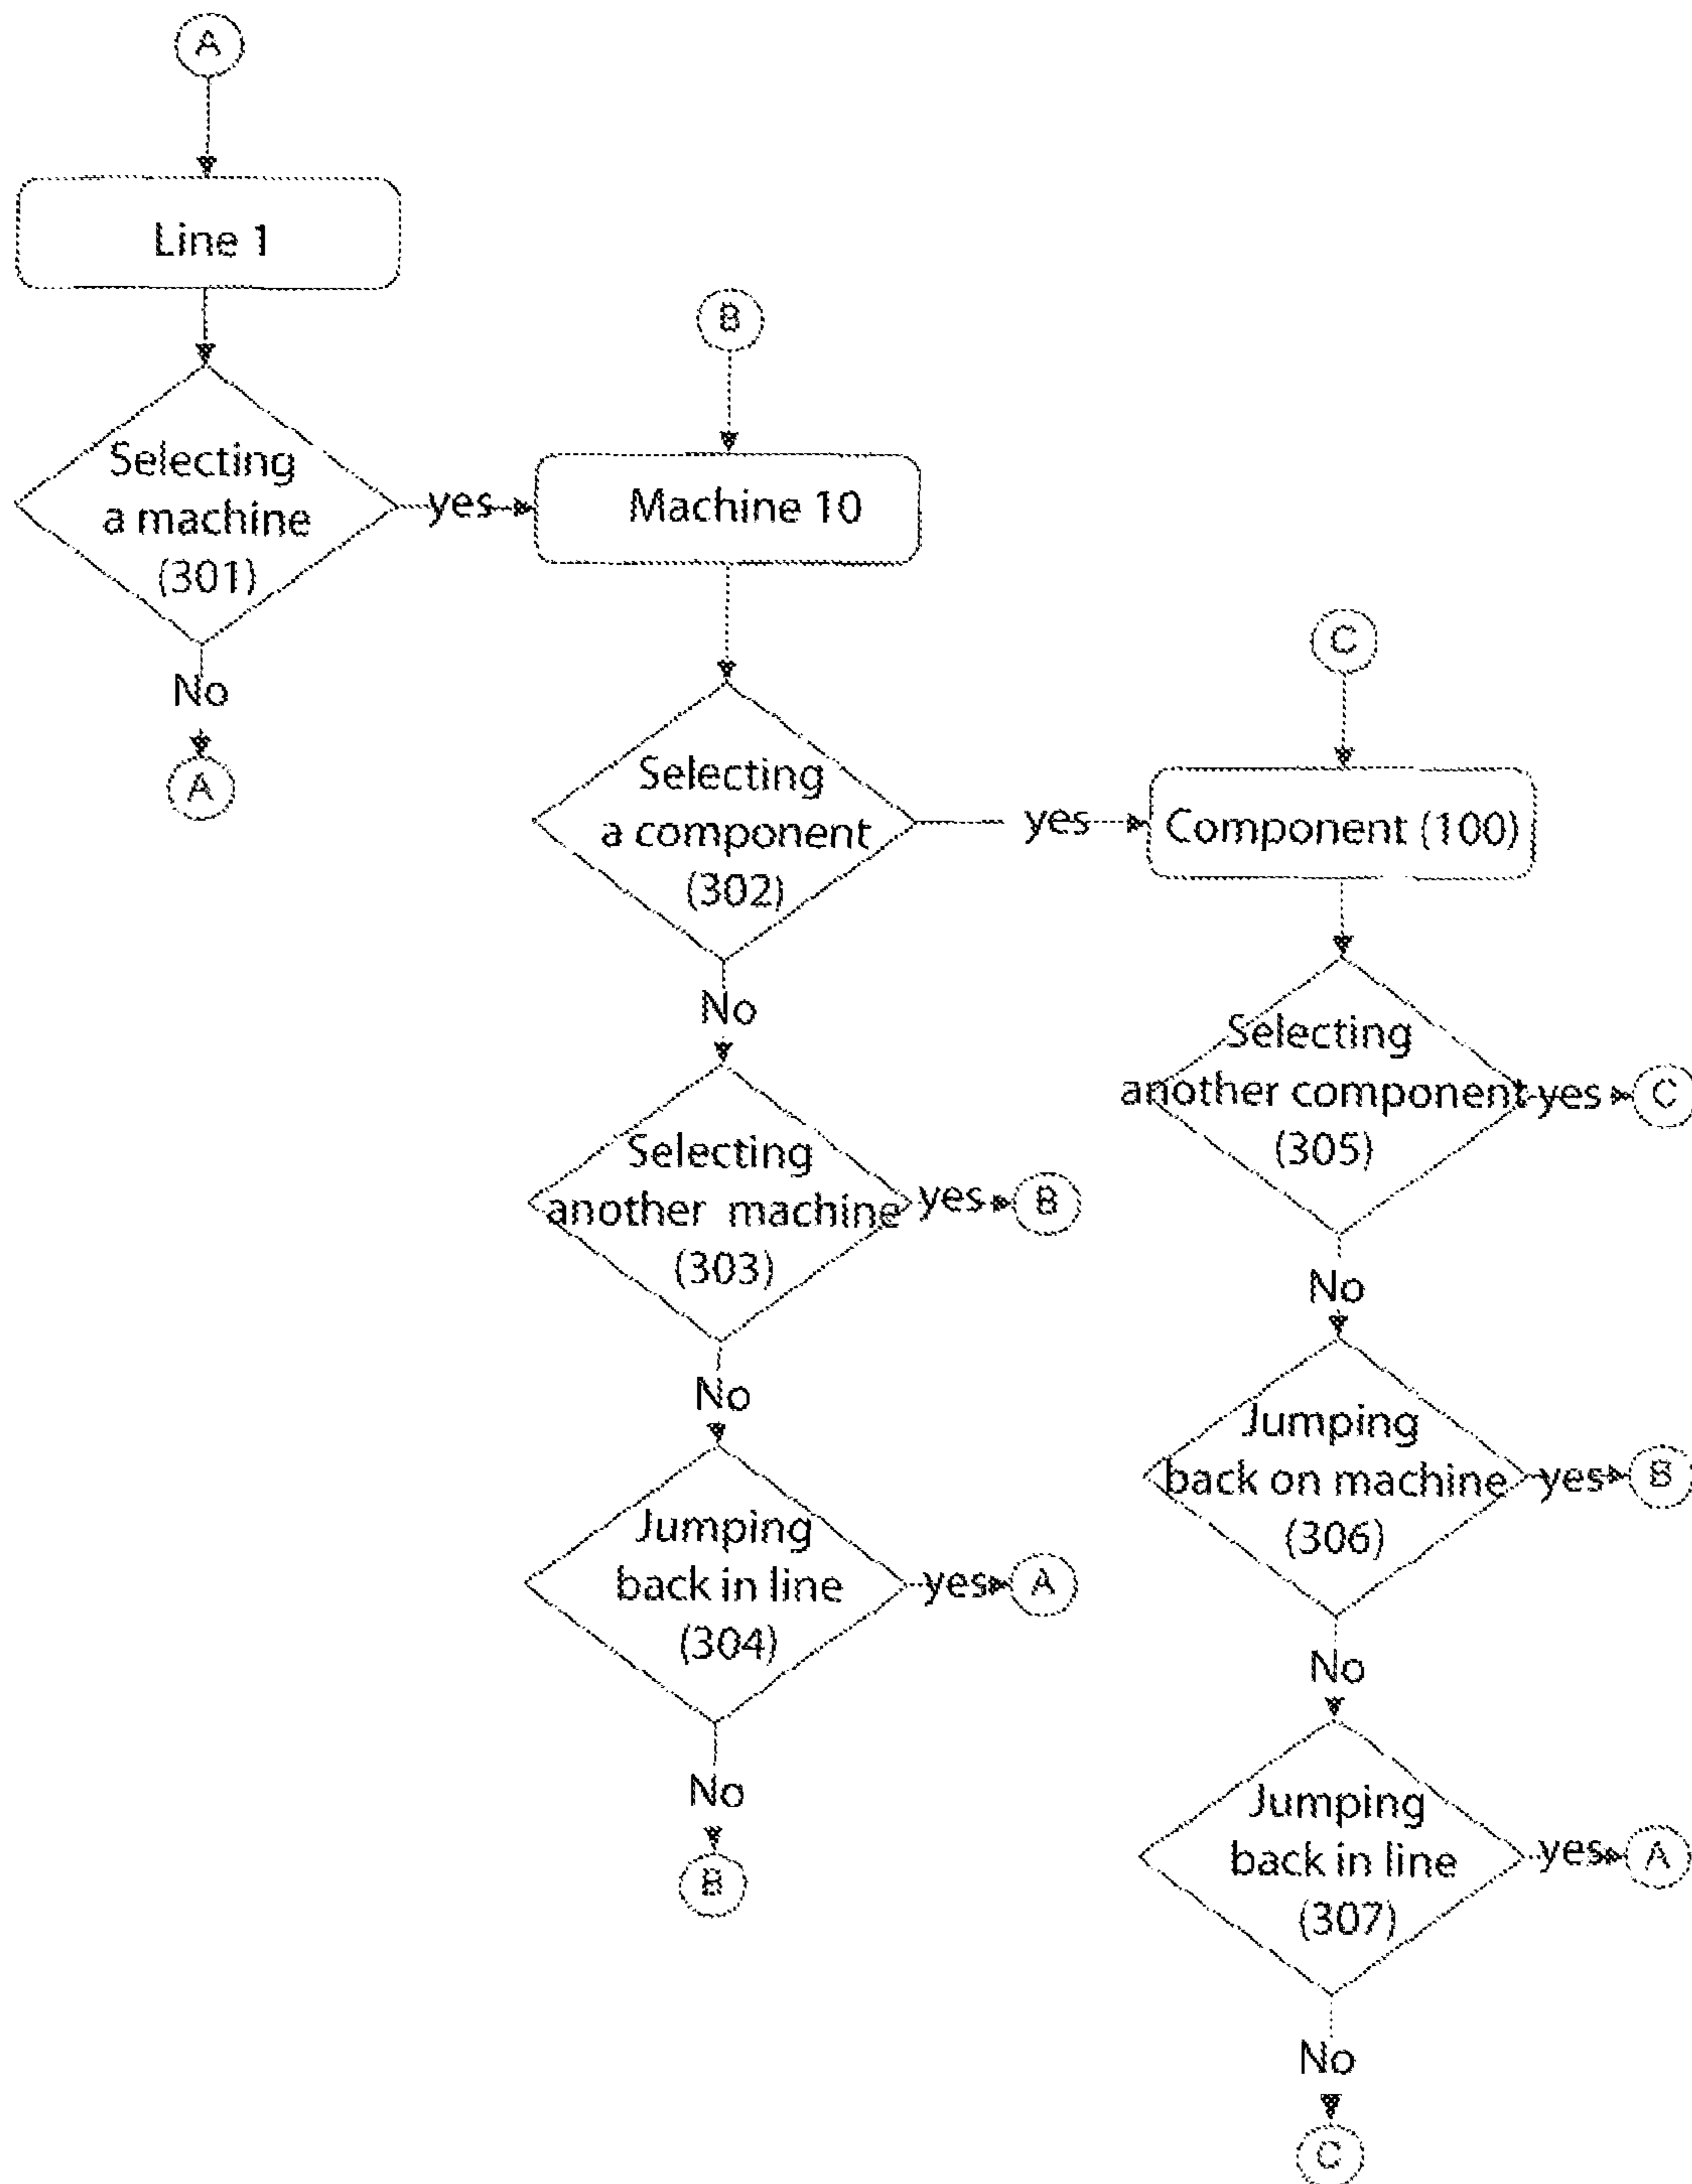 A
Line 1
Selecting
a machine
(301)
yes
No
A
B
Machine 10
Selecting
a component
(302)
yes
No
Selecting
another machine
(303)
yes
B
No
Jumping
back in line
(304)
yes
A
No
B
C
Component (100)
Selecting
another component
(305)
yes
C
No
Jumping
back on machine
(306)
yes
B
No
Jumping
back in line
(307)
yes
A
No
C